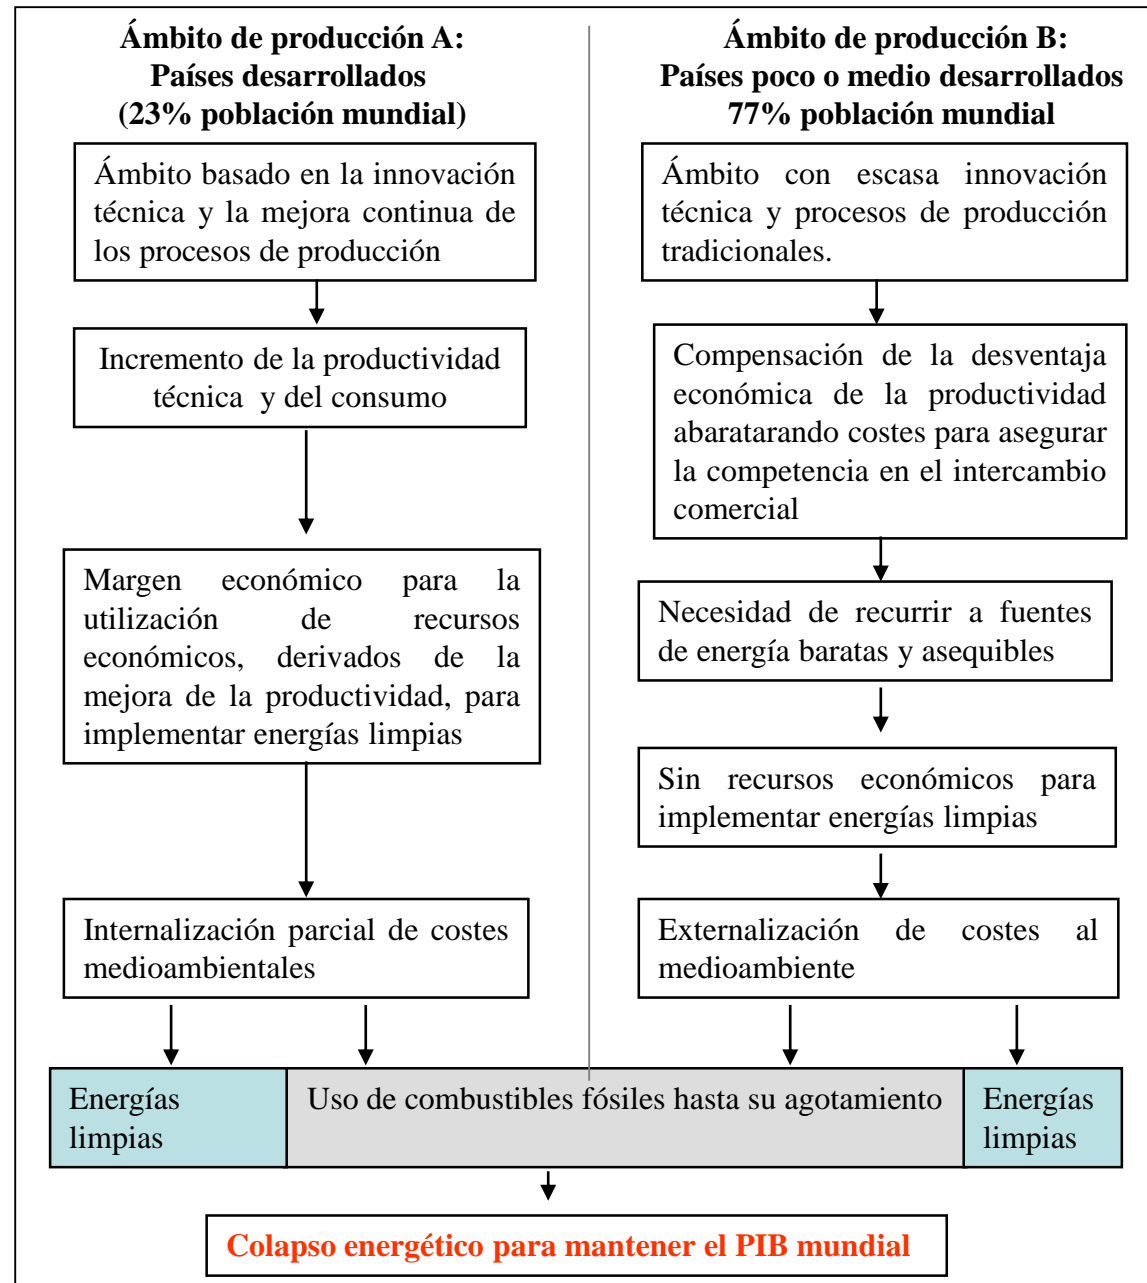 Ámbito de producción A:
Países desarrollados
(23% población mundial)
Ámbito basado en la innovación
técnica y la mejora continua de
los procesos de producción
Incremento de la productividad
técnica y del consumo
Margen económico para la
utilización de recursos
económicos, derivados de la
mejora de la productividad, para
implementar energías limpias
Internalización parcial de costes
medioambientales
Ámbito de producción B:
Países poco o medio desarrollados
77% población mundial
Ámbito con escasa innovación
técnica y procesos de producción
tradicionales.
Compensación de la desventaja
económica de la productividad
abaratarando costes para asegurar
la competencia en el intercambio
comercial
Necesidad de recurrir a fuentes
de energía baratas y asequibles
Sin recursos económicos para
implementar energías limpias
Externalización de costes al
medioambiente
Energías
limpias
Uso de combustibles fósiles hasta su agotamiento
Energías
limpias
Colapso energético para mantener el PIB mundial